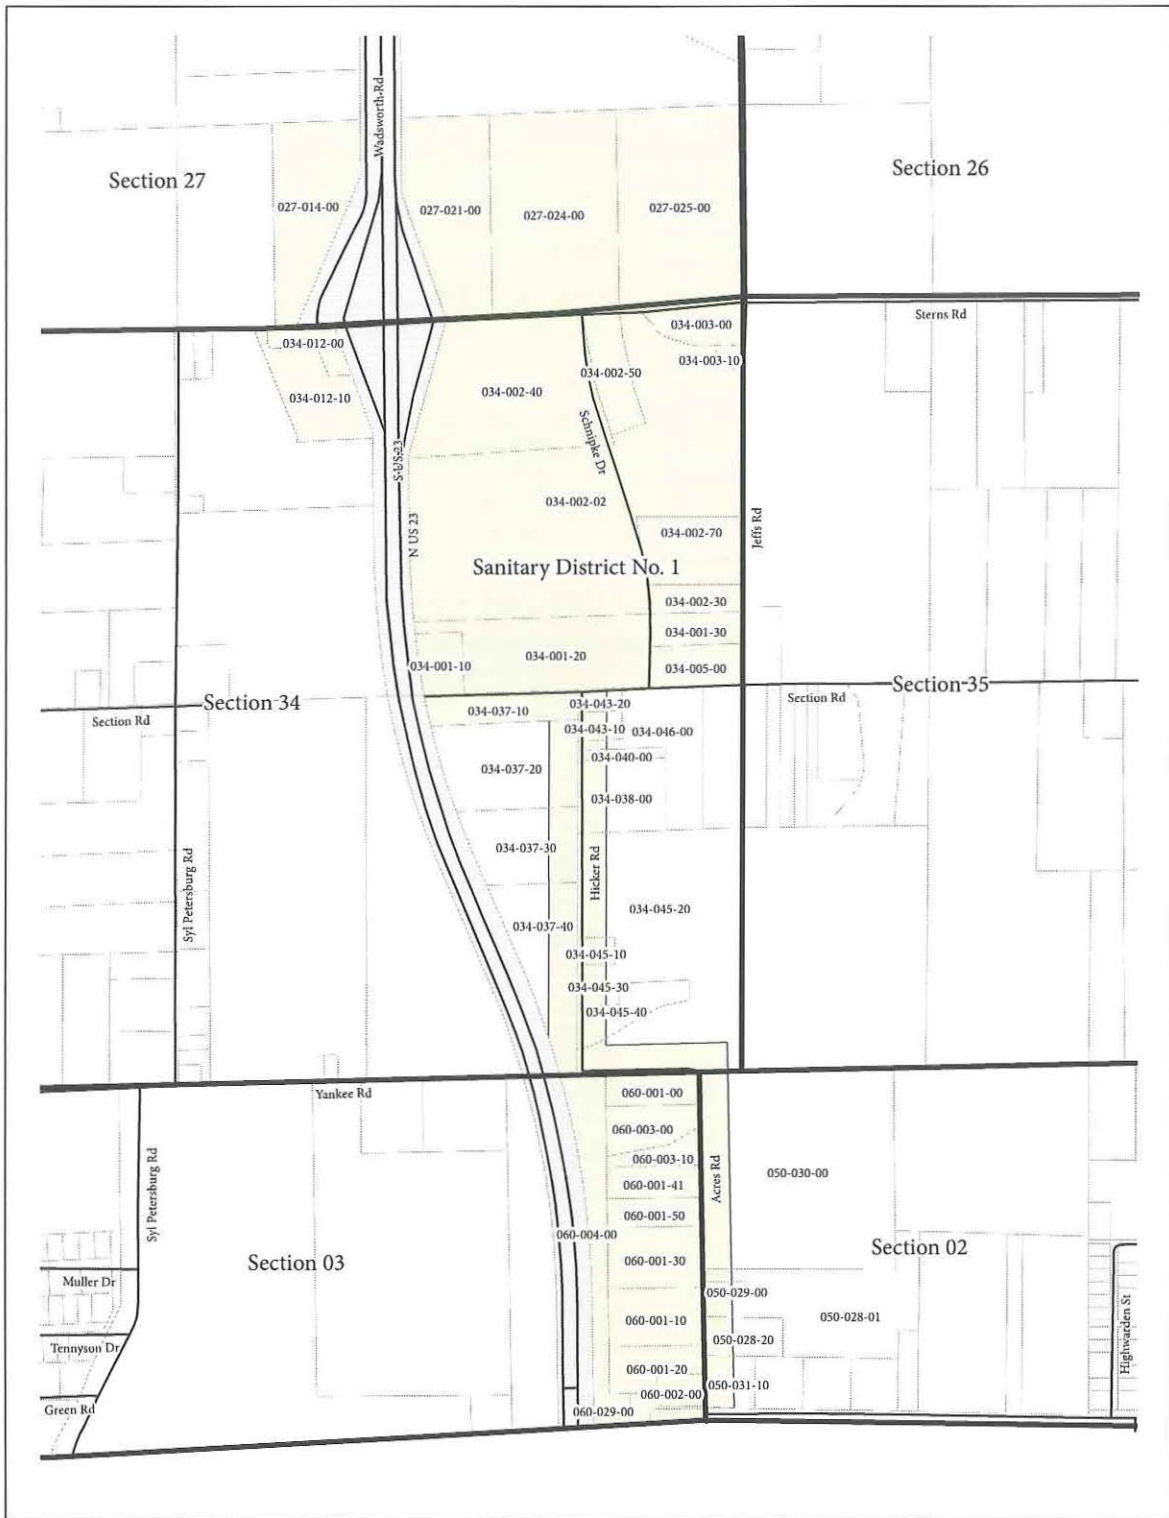 Wadsworth Rd
Section 27
Section 26
027-014-00
027-021-00
027-024-00
027-025-00
Sterns Rd
034-003-00
034-012-00
034-003-10
034-002-50
034-012-10
034-002-40
Schnipke Dr
S US 23
034-002-02
N US 23
Jeffs Rd
034-002-70
Sanitary District No. 1
034-002-30
034-001-30
034-001-20
034-001-10
034-005-00
Section 34
Section 35
Section Rd
Section Rd
034-037-10
034-043-20
034-043-10
034-046-00
034-040-00
034-037-20
034-038-00
034-037-30
Hicker Rd
Syl Petersburg Rd
034-045-20
034-037-40
034-045-10
034-045-30
034-045-40
Yankee Rd
060-001-00
060-003-00
060-003-10
Acres Rd
050-030-00
060-001-41
Syl Petersburg Rd
060-001-50
060-004-00
Section 02
Section 03
060-001-30
Muller Dr
050-029-00
050-028-01
060-001-10
Highwarden St
050-028-20
Tennyson Dr
060-001-20
050-031-10
060-002-00
Green Rd
060-029-00